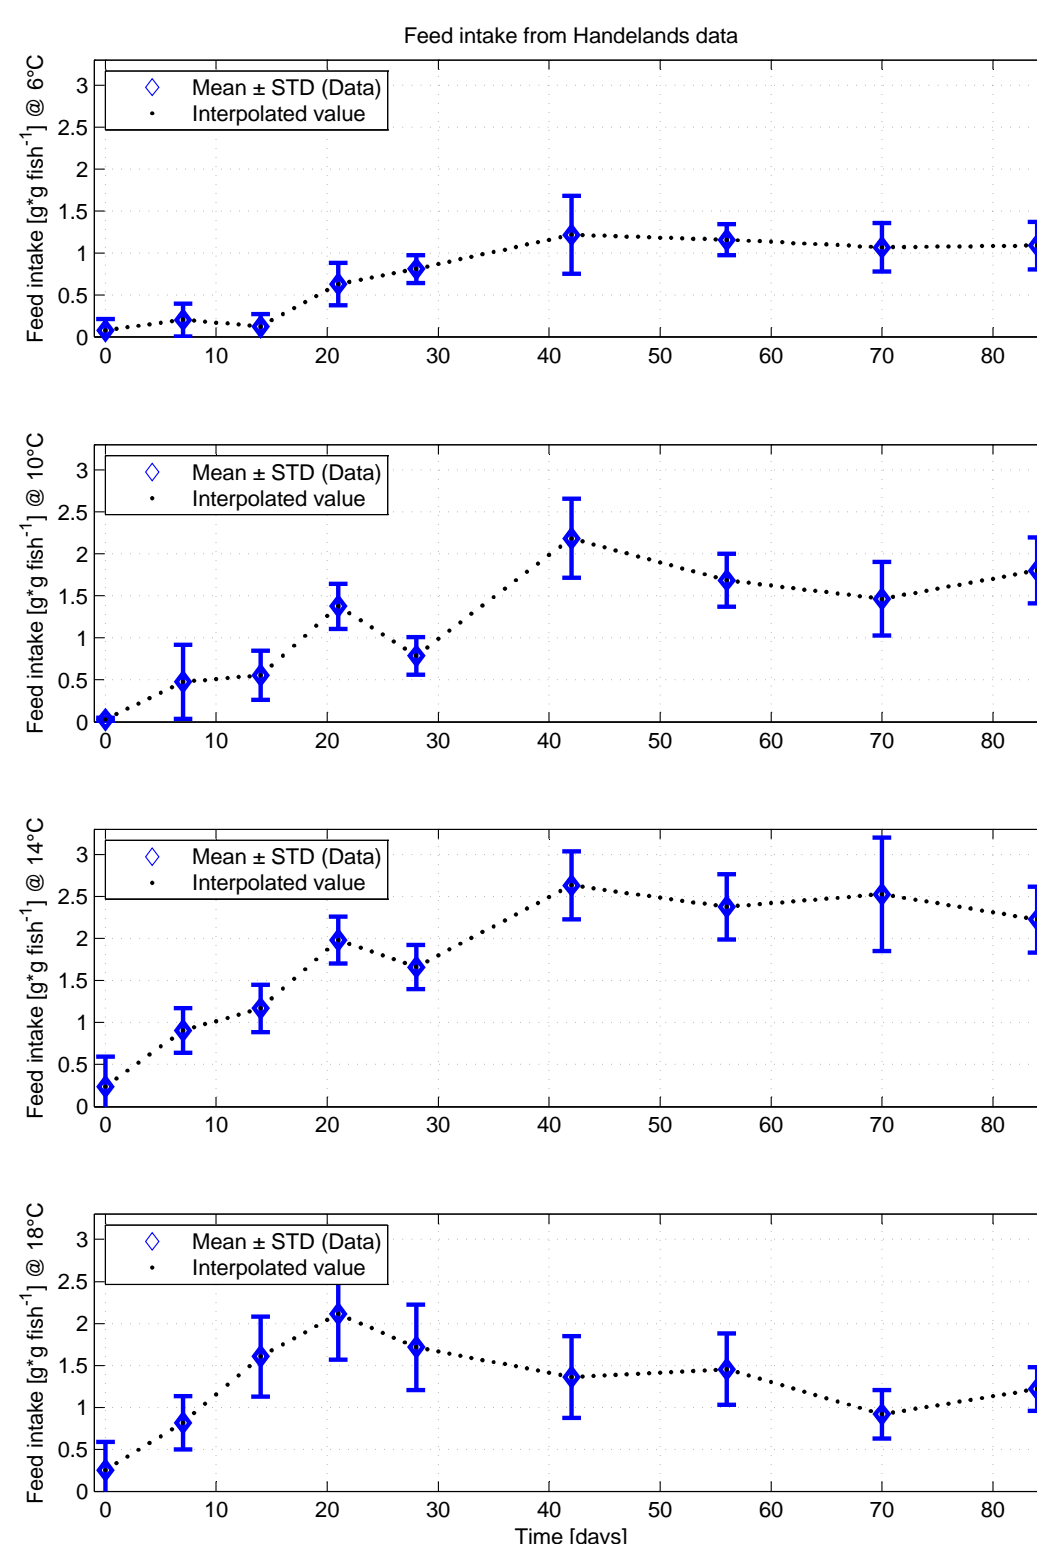 Feed intake from Handelands data
Feed intake [g*g fish-1] @ 6°C
3
2.5
2
1.5
1
0.5
0
Mean ± STD (Data)
Interpolated value
0 10 20 30 40 50 60 70 80
Feed intake [g*g fish-1] @ 10°C
3
2.5
2
1.5
1
0.5
0
Mean ± STD (Data)
Interpolated value
0 10 20 30 40 50 60 70 80
Feed intake [g*g fish-1] @ 14°C
3
2.5
2
1.5
1
0.5
0
Mean ± STD (Data)
Interpolated value
0 10 20 30 40 50 60 70 80
Feed intake [g*g fish-1] @ 18°C
3
2.5
2
1.5
1
0.5
0
Mean ± STD (Data)
Interpolated value
0 10 20 30 40 50 60 70 80
Time [days]